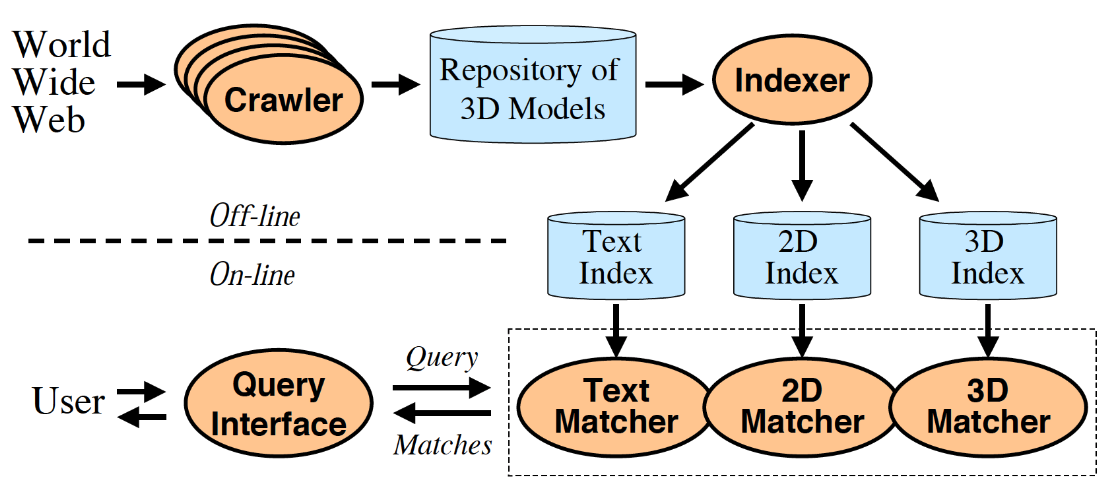 World
Wide
Web
Crawler
Repository of
3D Models
Indexer
Off-line
On-line
Text
Index
2D
Index
3D
Index
User
Query
Interface
Query
Matches
Text
Matcher
2D
Matcher
3D
Matcher